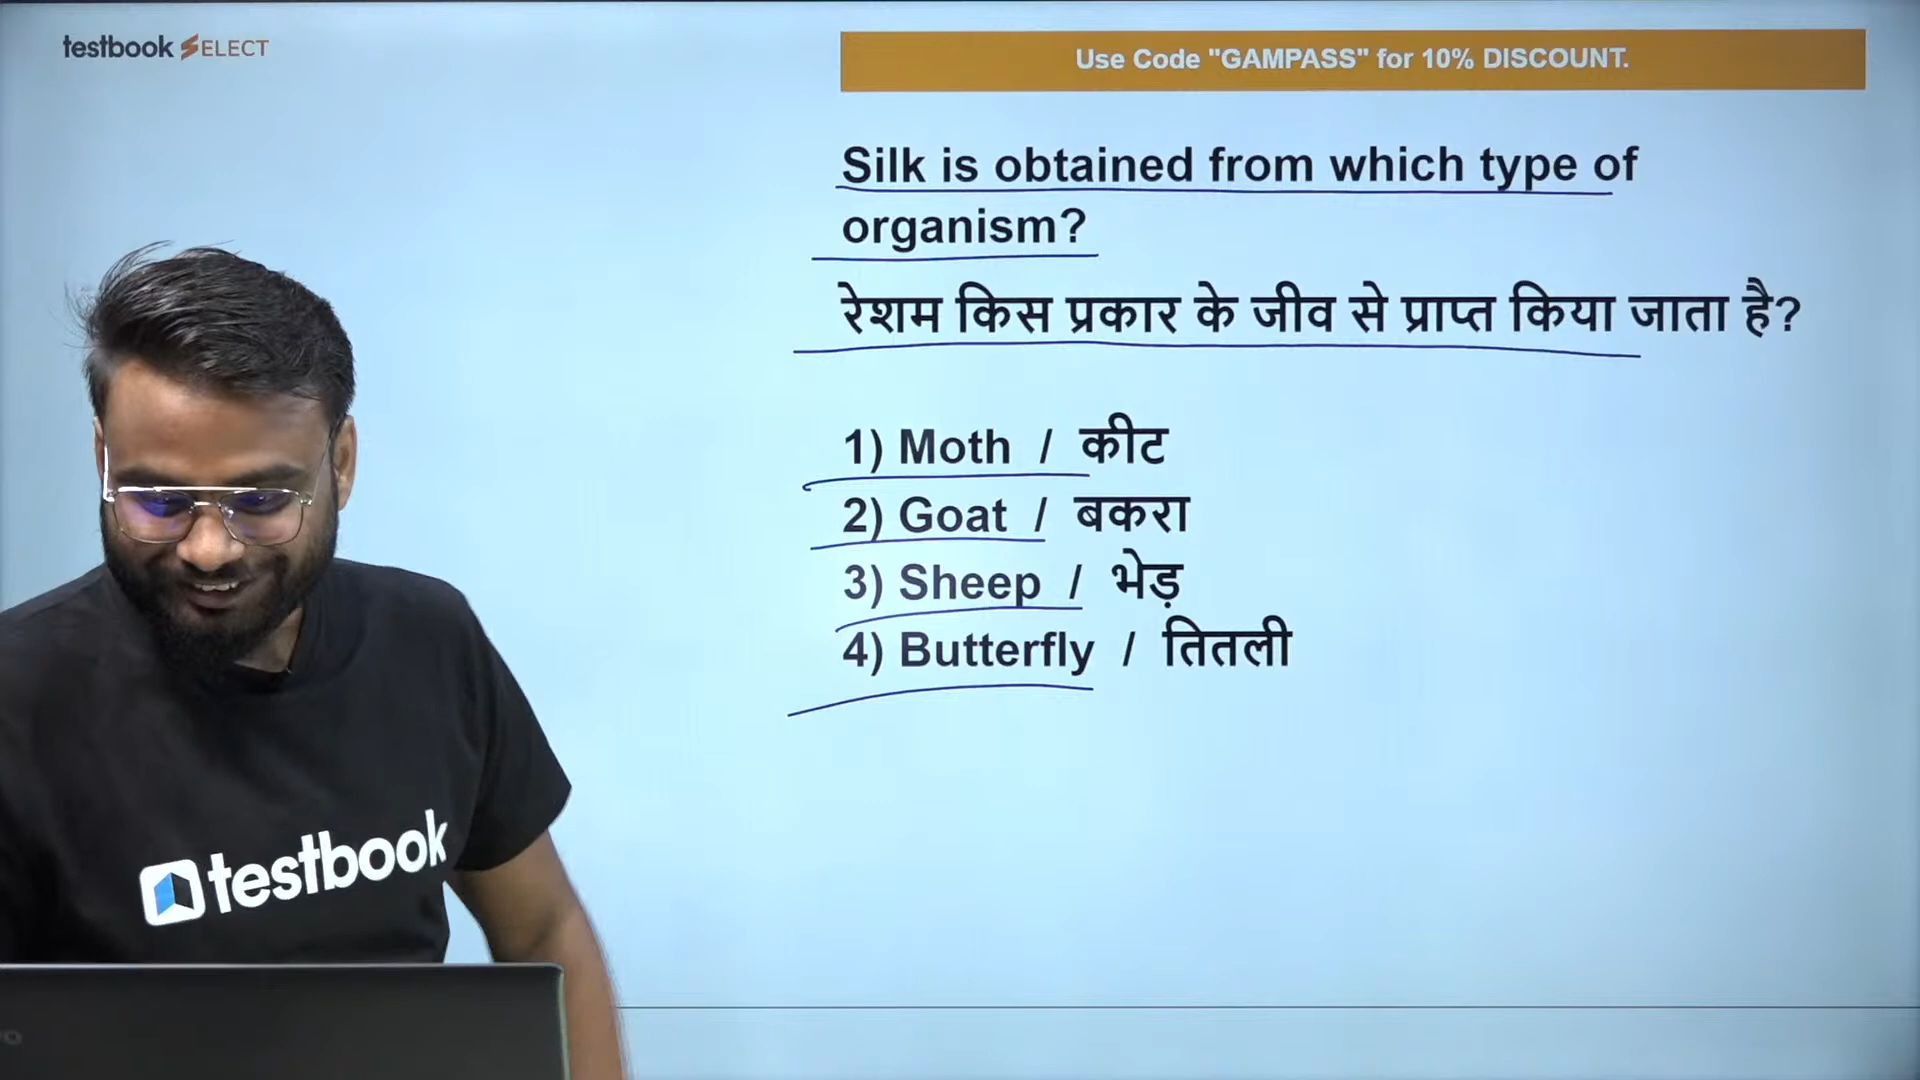 testbook SELECT
Use Code "GAMPASS" for 10% DISCOUNT.
Silk is obtained from which type of
organism?
रेशम किस प्रकार के जीव से प्राप्त किया जाता है?
1) Moth / कीट
2) Goat / बकरा
3) Sheep / भेड़
4) Butterfly / तितली
testbook